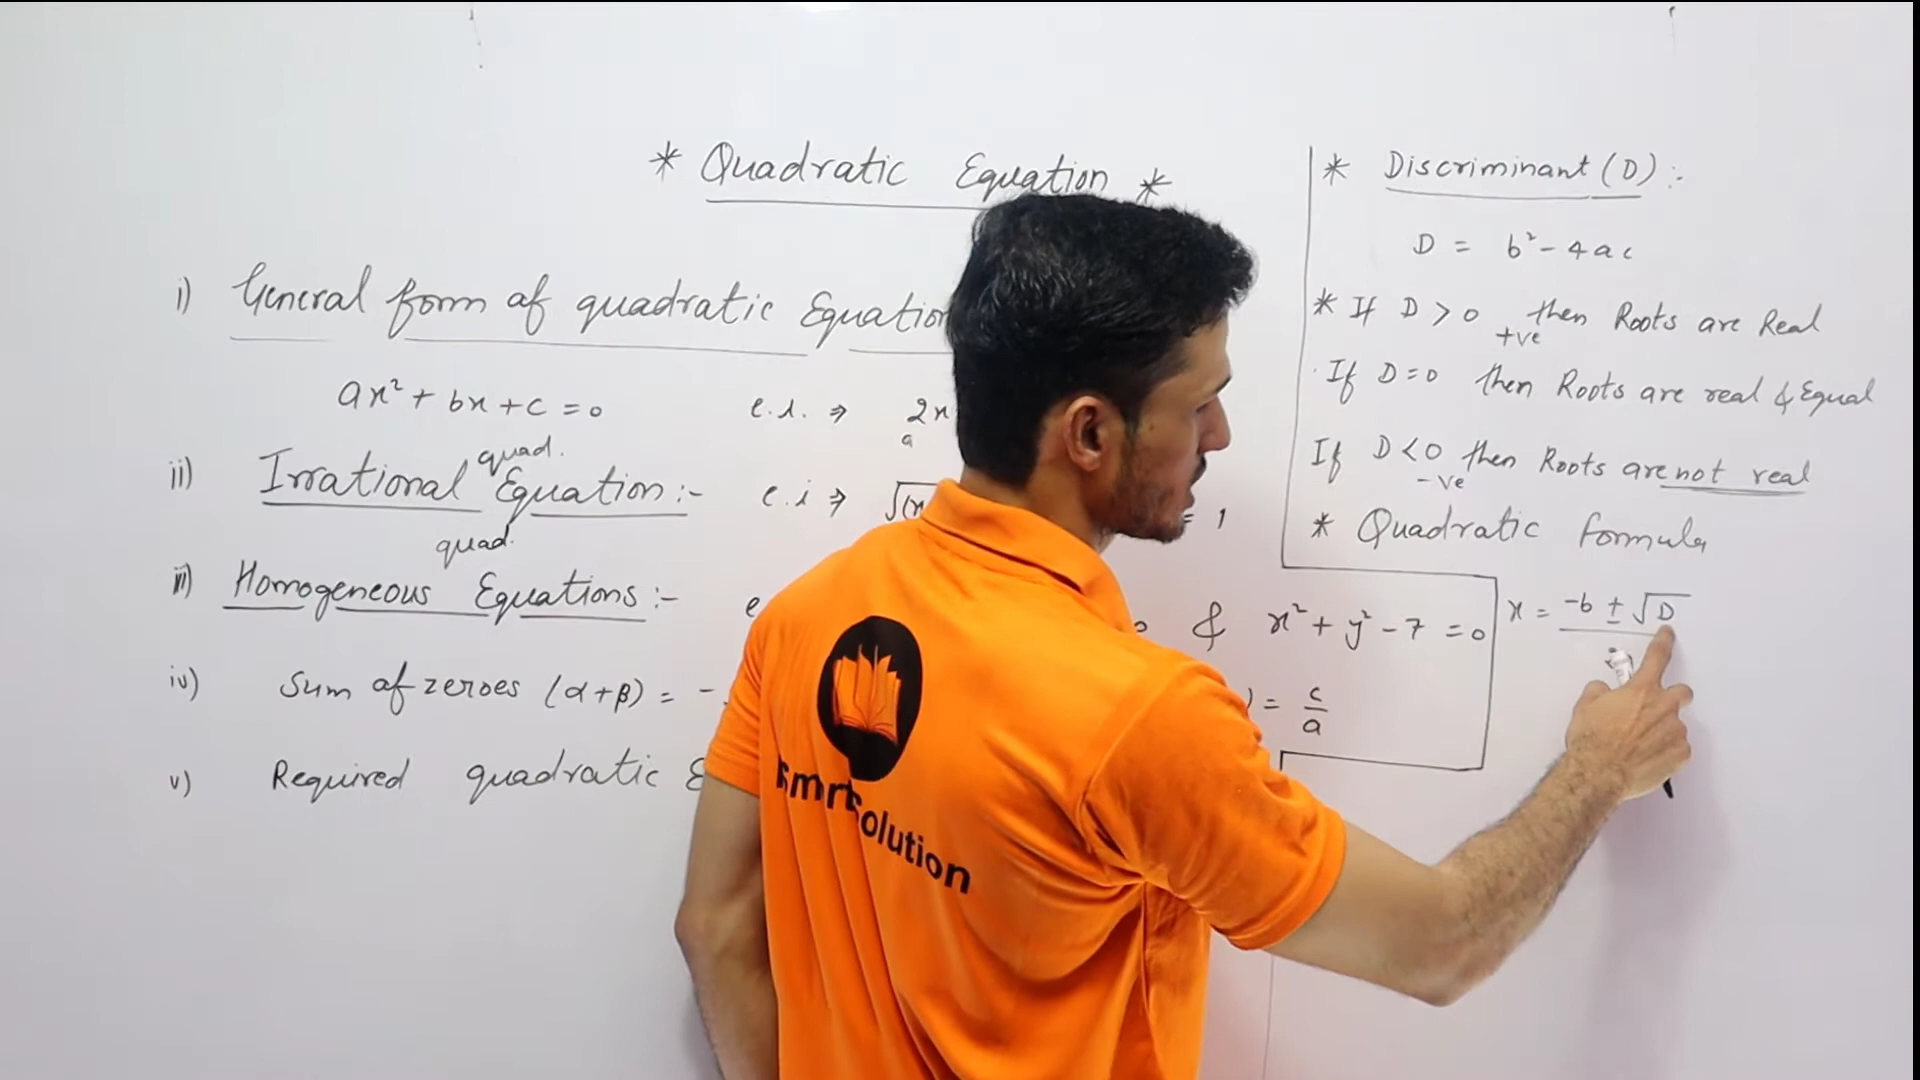 * Quadratic Equation *
i) General form of quadratic Equation
ax² + bx + c = 0 e.i. ⇒ 2x
a
quad.
ii) Irrational Equation :- e.i ⇒ √(x = 1
quad.
iii) Homogeneous Equations :- e & x² + y² - 7 = 0
iv) Sum of zeroes (α+β) = - ) = c/a
v) Required quadratic E
* Discriminant (D) :-
D = b² - 4ac
* If D > 0 then Roots are Real
+ve
If D = 0 then Roots are real & Equal
If D < 0 then Roots are not real
-ve
* Quadratic formula
x = -b ± √D
smrt
Solution